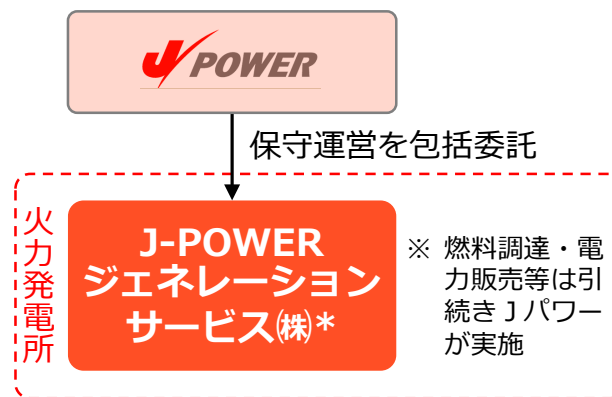 J POWER
保守運営を包括委託
火力発電所
J-POWER
ジェネレーション
サービス㈱*
※ 燃料調達・電
力販売等は引
続きJパワー
が実施